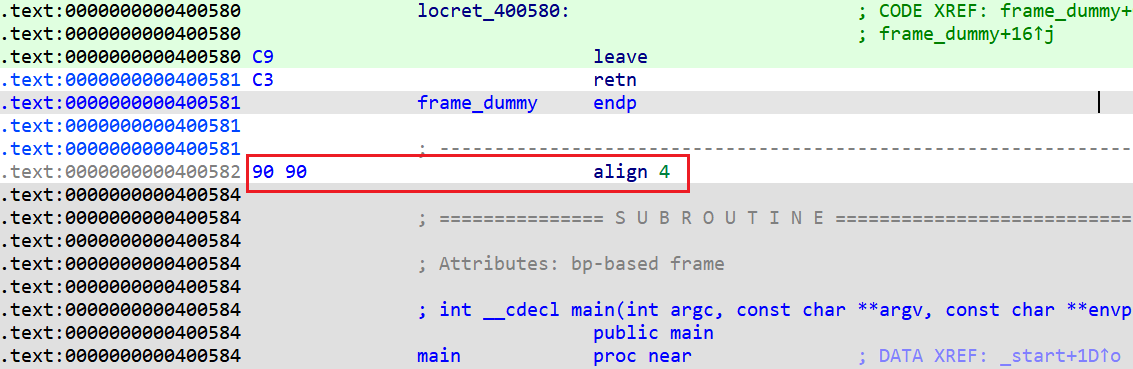 .text:0000000000400580 locret_400580: ; CODE XREF: frame_dummy+
.text:0000000000400580 ; frame_dummy+16↑j
.text:0000000000400580 C9 leave
.text:0000000000400581 C3 retn
.text:0000000000400581 frame_dummy endp
.text:0000000000400581
.text:0000000000400581 ; ---------------------------------------------------------------
.text:0000000000400582 90 90 align 4
.text:0000000000400584
.text:0000000000400584 ; =============== S U B R O U T I N E ===========================
.text:0000000000400584
.text:0000000000400584 ; Attributes: bp-based frame
.text:0000000000400584
.text:0000000000400584 ; int __cdecl main(int argc, const char **argv, const char **envp
.text:0000000000400584 public main
.text:0000000000400584 main proc near ; DATA XREF: _start+1D↑o